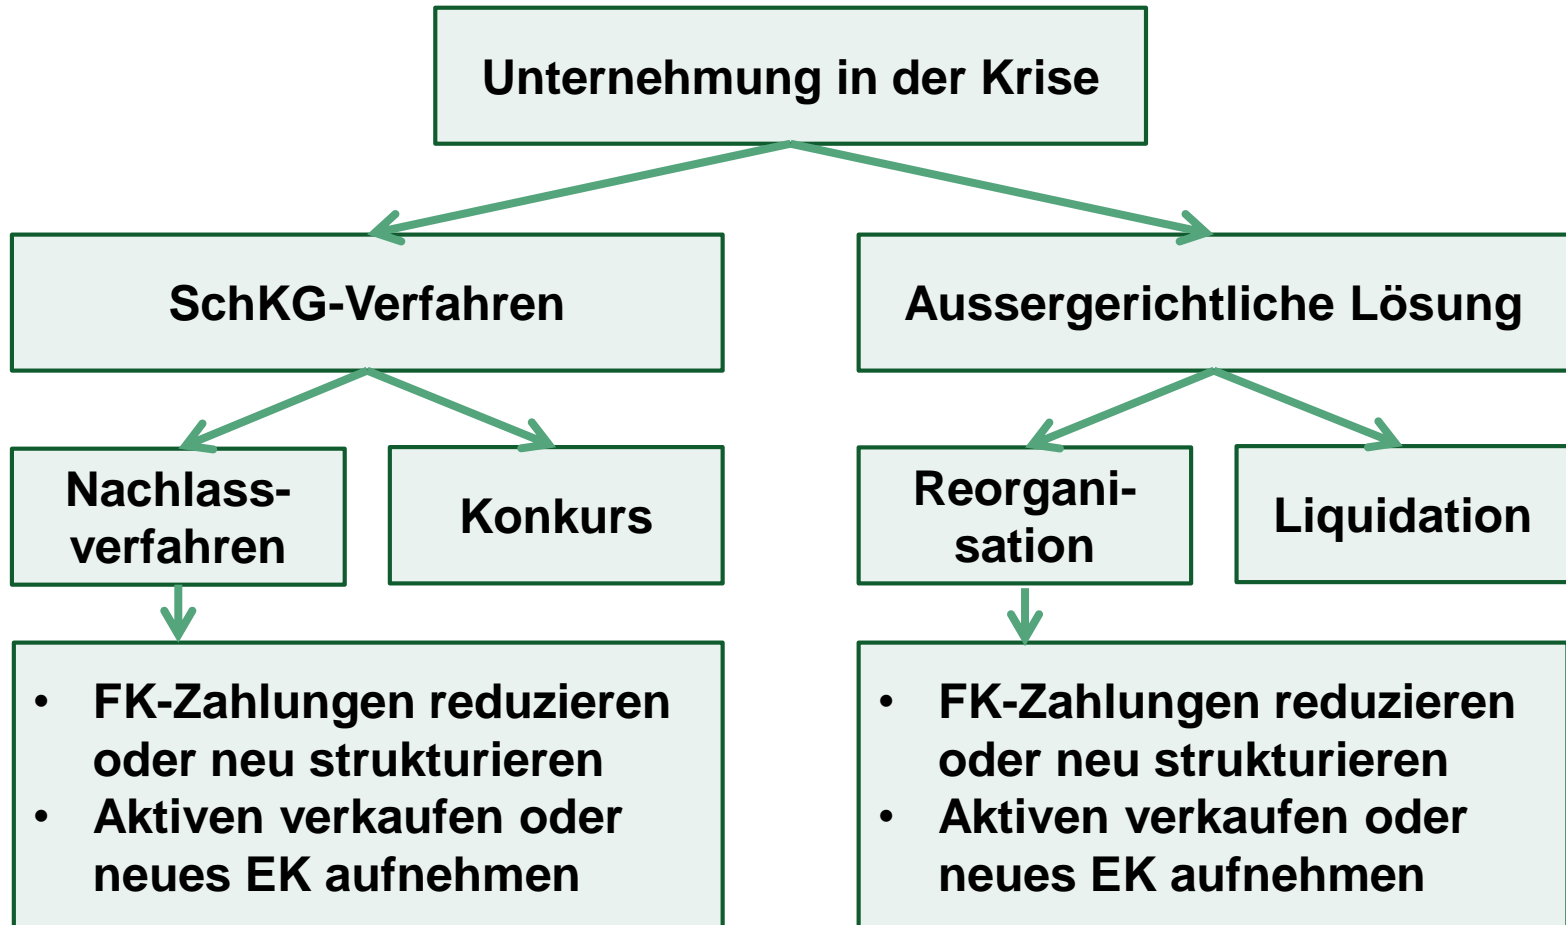 Unternehmung in der Krise
SchKG-Verfahren
Aussergerichtliche Lösung
Nachlass-
verfahren
Konkurs
Reorgani-
sation
Liquidation
• FK-Zahlungen reduzieren
oder neu strukturieren
• Aktiven verkaufen oder
neues EK aufnehmen
• FK-Zahlungen reduzieren
oder neu strukturieren
• Aktiven verkaufen oder
neues EK aufnehmen